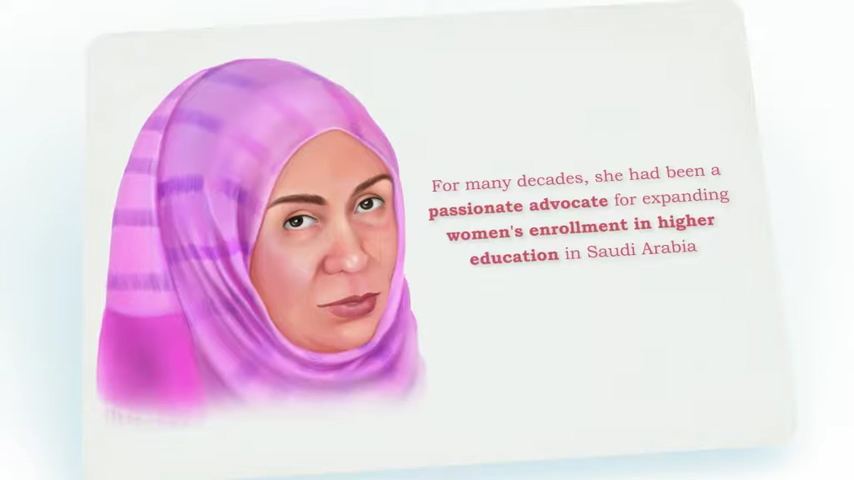 For many decades, she had been a
passionate advocate for expanding
women's enrollment in higher
education in Saudi Arabia